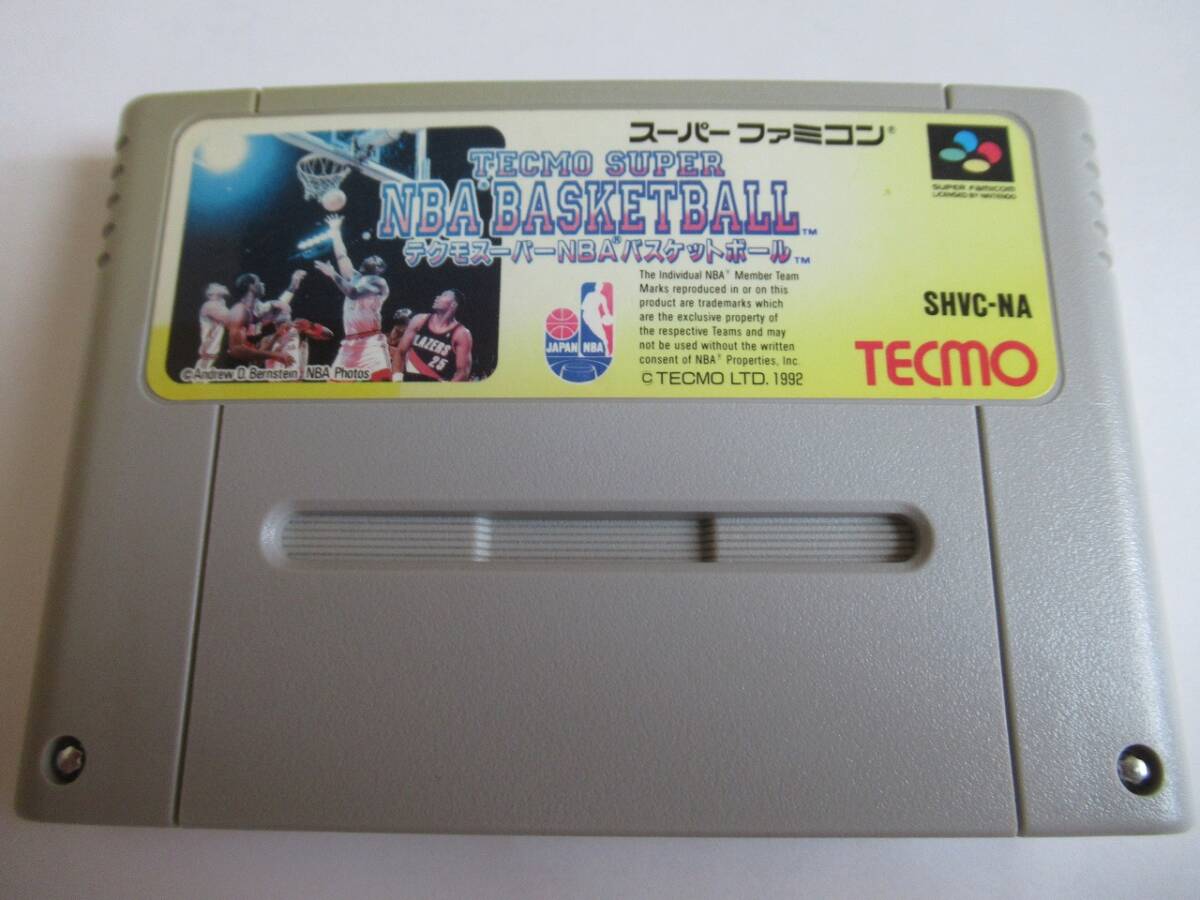 スーパー ファミコン®
TECMO SUPER
NBA® BASKETBALL™
テクモスーパーNBA®バスケットボール™
SUPER FAMICOM
LICENSED BY NINTENDO
The Individual NBA® Member Team
Marks reproduced in or on this
product are trademarks which
are the exclusive property of
the respective Teams and may
not be used without the written
consent of NBA® Properties, Inc.
© TECMO LTD. 1992
JAPAN NBA
SHVC-NA
TECMO
BLAZERS
25
© Andrew D. Bernstein / NBA Photos